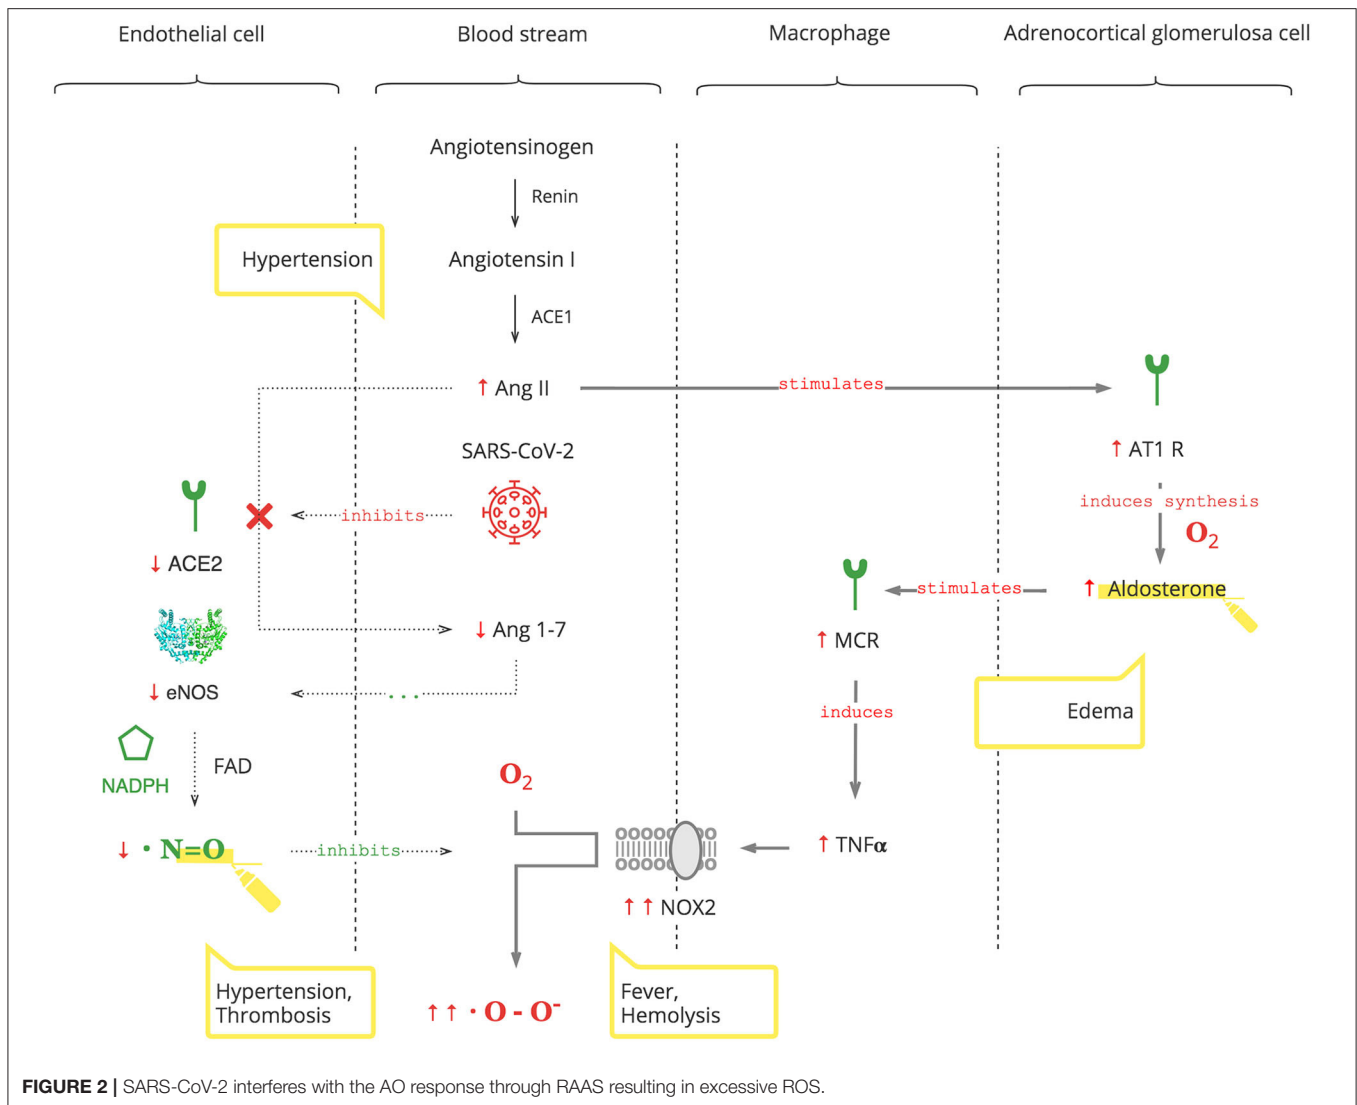 Endothelial cell
Blood stream
Macrophage
Adrenocortical glomerulosa cell
Angiotensinogen
Renin
Hypertension
Angiotensin I
ACE1
↑ Ang II
stimulates
SARS-CoV-2
↑ AT1 R
inhibits
induces synthesis
O₂
↓ ACE2
stimulates
↑ Aldosterone
↓ Ang 1-7
↑ MCR
↓ eNOS
...
induces
Edema
NADPH
FAD
O₂
↓ · N=O
inhibits
↑ TNFα
↑↑ NOX2
Hypertension,
Thrombosis
↑↑ · O - O⁻
Fever,
Hemolysis
FIGURE 2 | SARS-CoV-2 interferes with the AO response through RAAS resulting in excessive ROS.